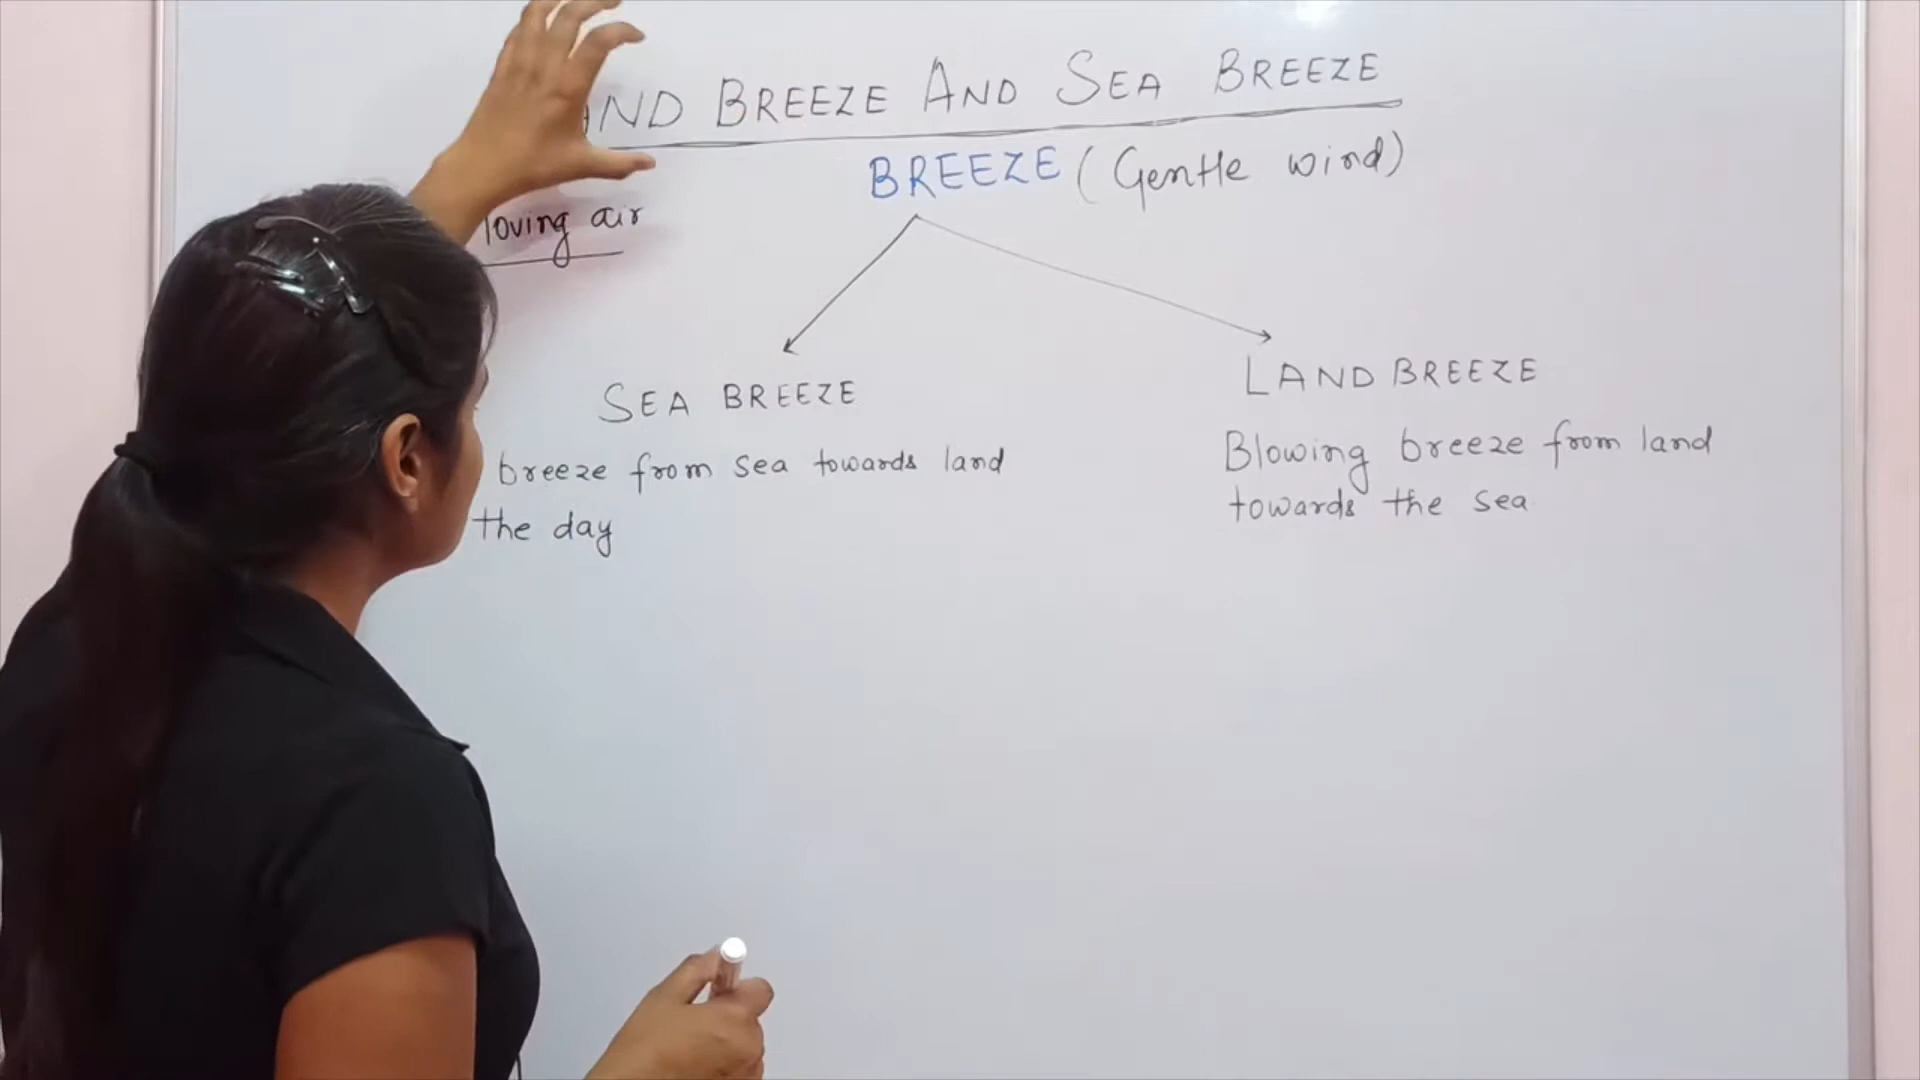 AND BREEZE AND SEA BREEZE
BREEZE (Gentle wind)
oving air
SEA BREEZE
LAND BREEZE
breeze from sea towards land
the day
Blowing breeze from land
towards the sea